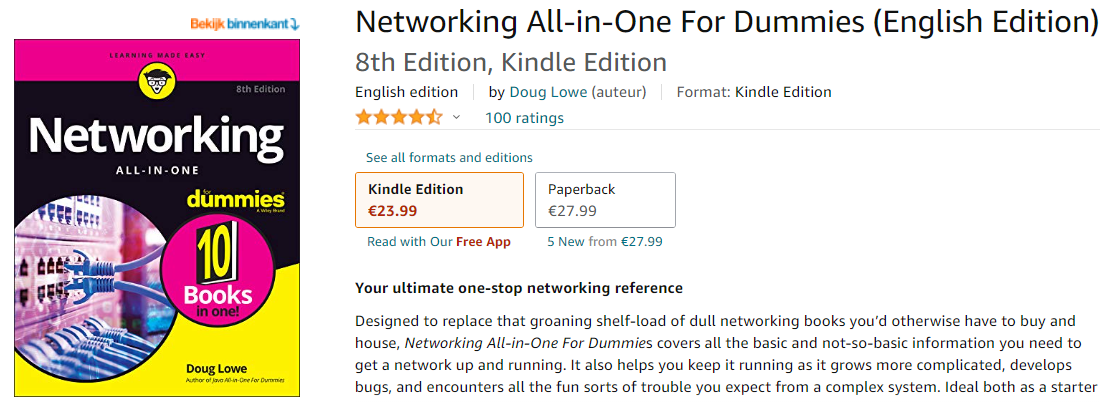 Bekijk binnenkant
LEARNING MADE EASY
8th Edition
Networking
ALL-IN-ONE
for
dummies
A Wiley Brand
10
Books
in one!
Doug Lowe
Author of Java All-in-One For Dummies
Networking All-in-One For Dummies (English Edition)
8th Edition, Kindle Edition
English edition by Doug Lowe (auteur) Format: Kindle Edition
100 ratings
See all formats and editions
Kindle Edition
€23.99
Read with Our Free App
Paperback
€27.99
5 New from €27.99
Your ultimate one-stop networking reference
Designed to replace that groaning shelf-load of dull networking books you’d otherwise have to buy and
house, Networking All-in-One For Dummies covers all the basic and not-so-basic information you need to
get a network up and running. It also helps you keep it running as it grows more complicated, develops
bugs, and encounters all the fun sorts of trouble you expect from a complex system. Ideal both as a starter